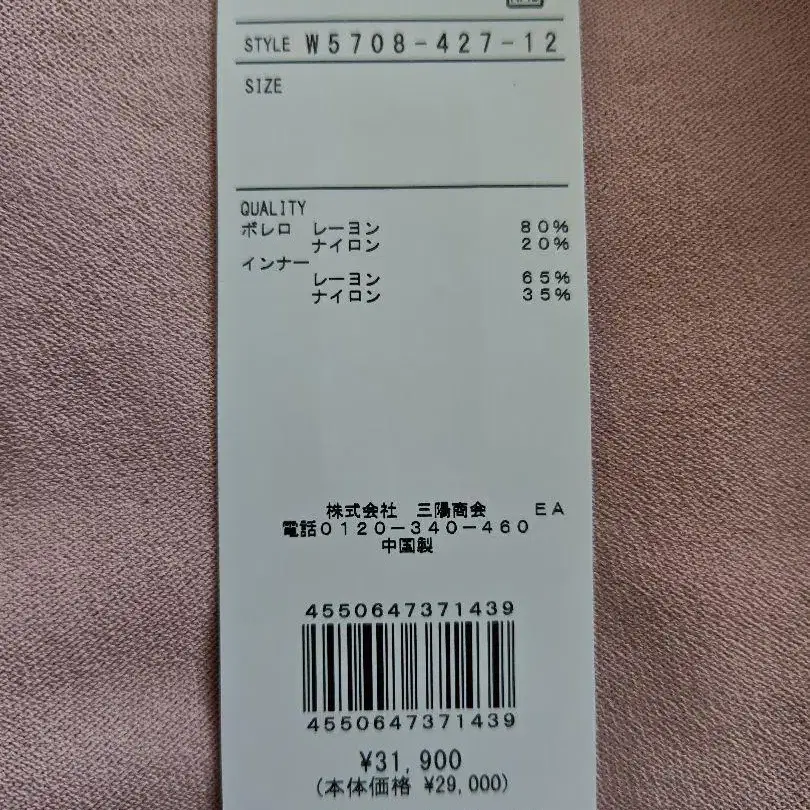 STYLE W5708-427-12
SIZE
QUALITY
ボレロ レーヨン 80%
ナイロン 20%
インナー
レーヨン 65%
ナイロン 35%
株式会社 三陽商会 EA
電話0120-340-460
中国製
4550647371439
4550647371439
¥31,900
(本体価格 ¥29,000)